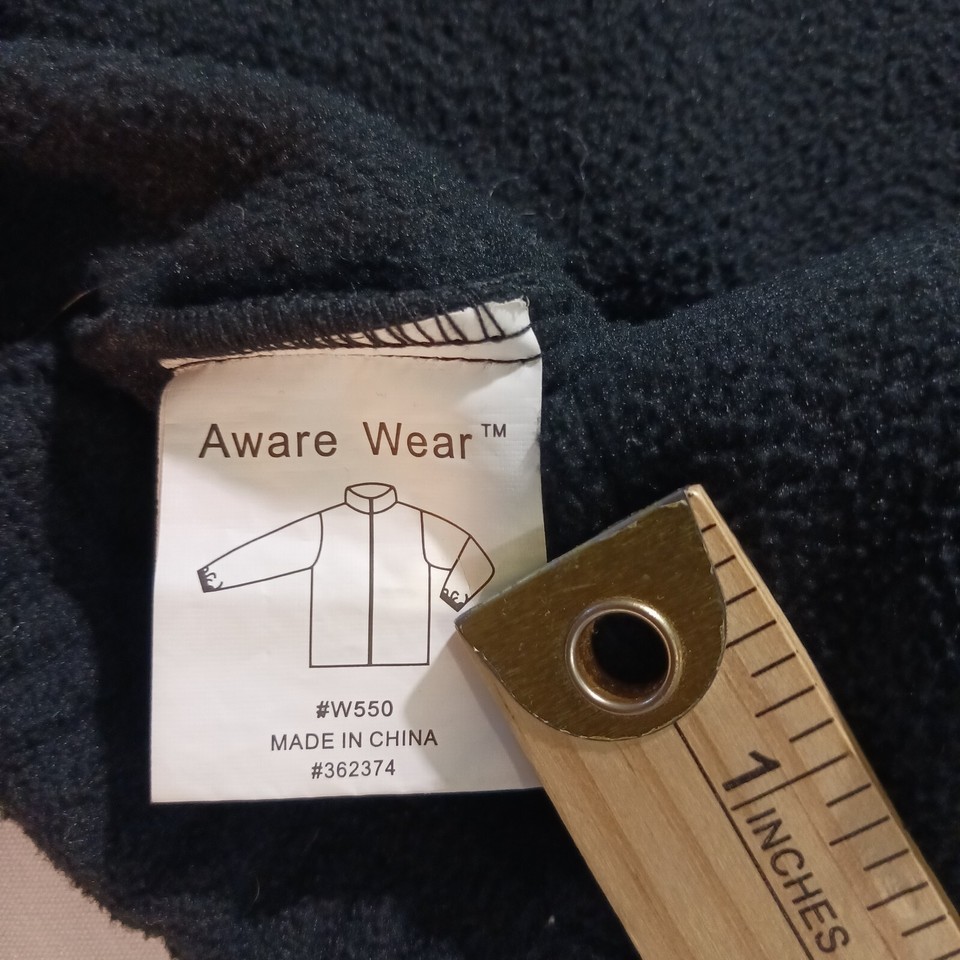 Aware Wear™
#W550
MADE IN CHINA
#362374
1
INCHES